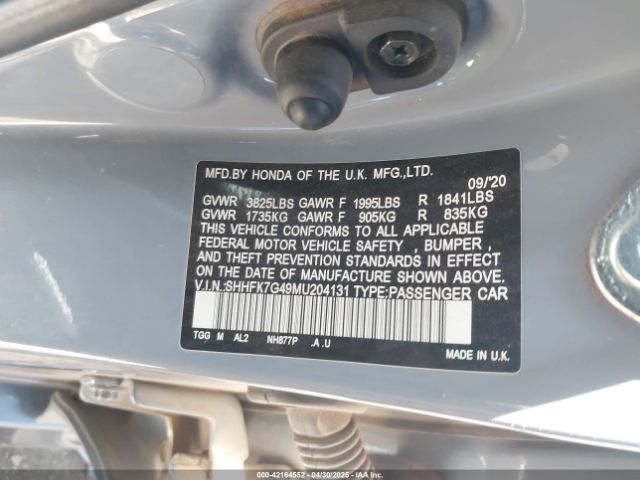 MFD.BY HONDA OF THE U.K. MFG.,LTD.
09/'20
GVWR 3825LBS GAWR F 1995LBS R 1841LBS
GVWR 1735KG GAWR F 905KG R 835KG
THIS VEHICLE CONFORMS TO ALL APPLICABLE
FEDERAL MOTOR VEHICLE SAFETY , BUMPER ,
AND THEFT PREVENTION STANDARDS IN EFFECT
ON THE DATE OF MANUFACTURE SHOWN ABOVE.
V.I.N.:SHHFK7G49MU204131 TYPE:PASSENGER CAR
TGG M AL2 NH877P .A .U
MADE IN U.K.
000-42164552 - 04/30/2025 - WWW.IAAI.COM